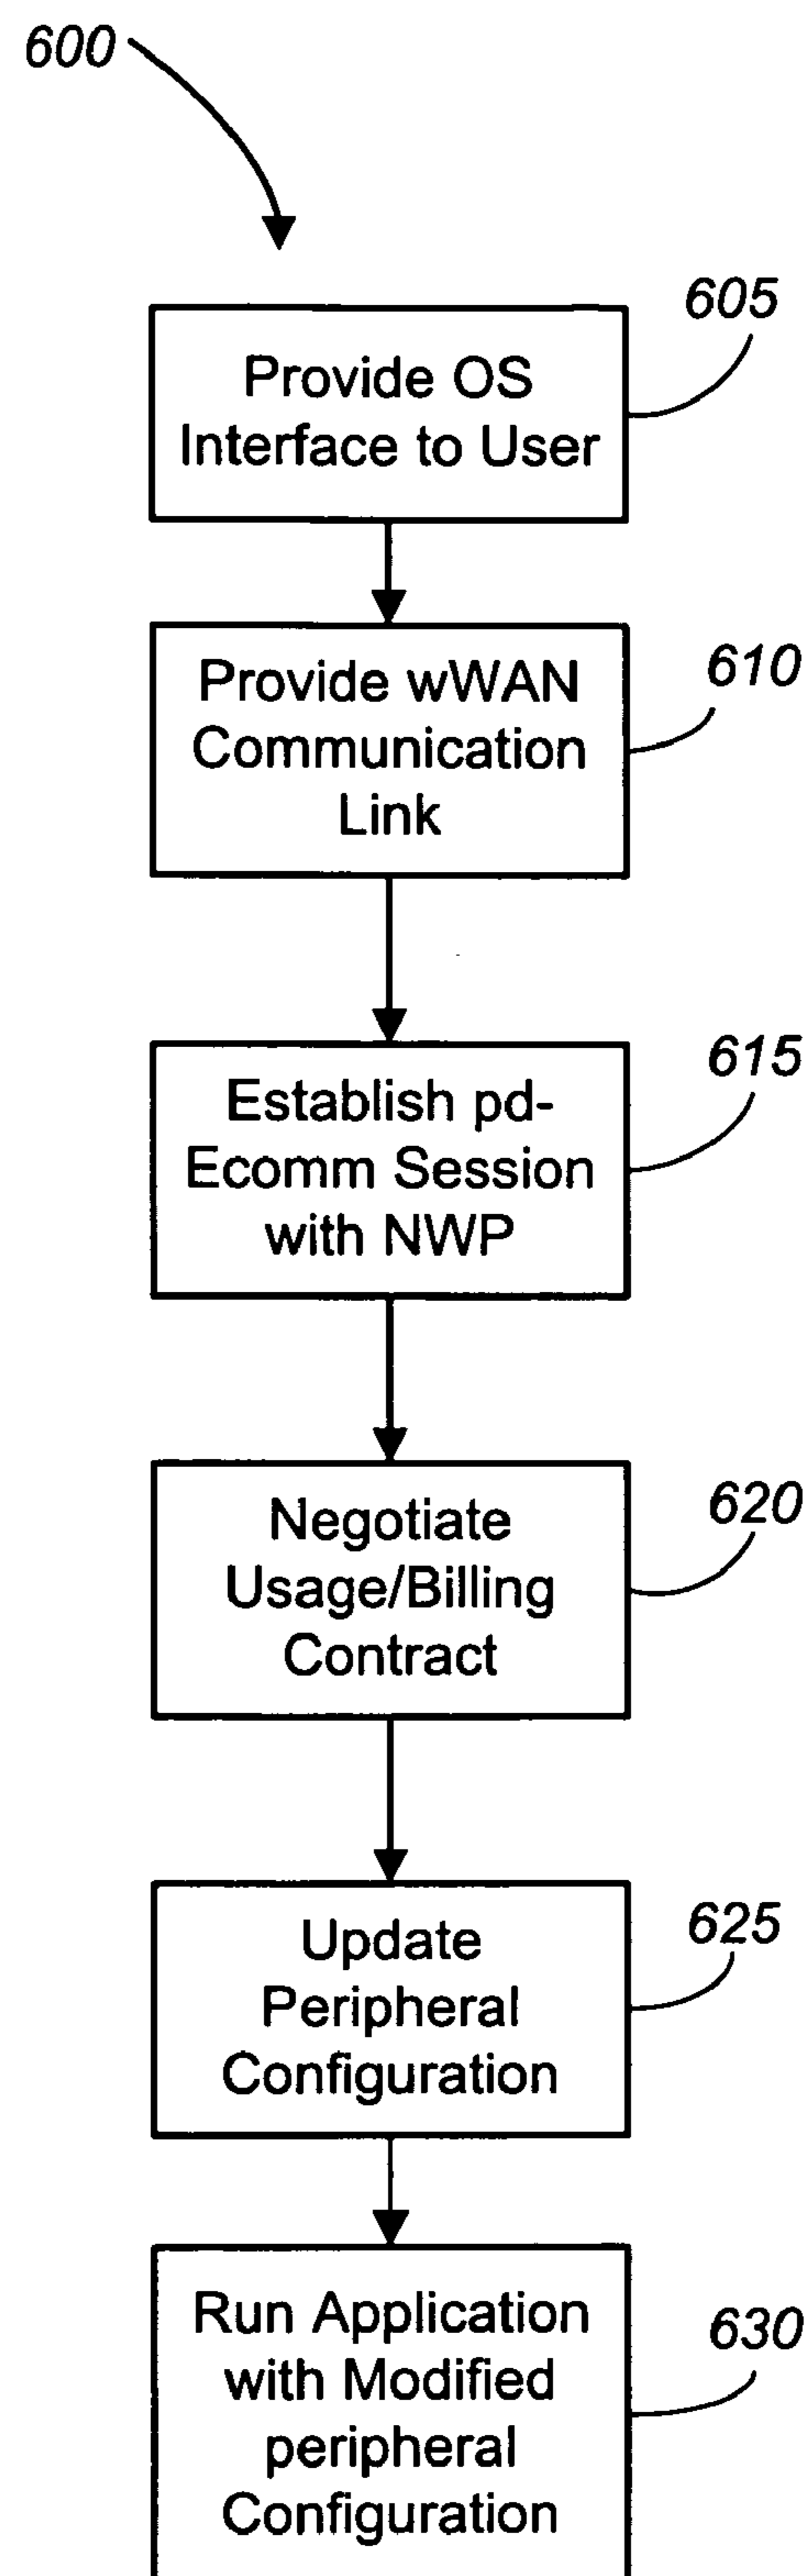 600
605
Provide OS
Interface to User
610
Provide wWAN
Communication
Link
615
Establish pd-
Ecomm Session
with NWP
620
Negotiate
Usage/Billing
Contract
625
Update
Peripheral
Configuration
630
Run Application
with Modified
peripheral
Configuration